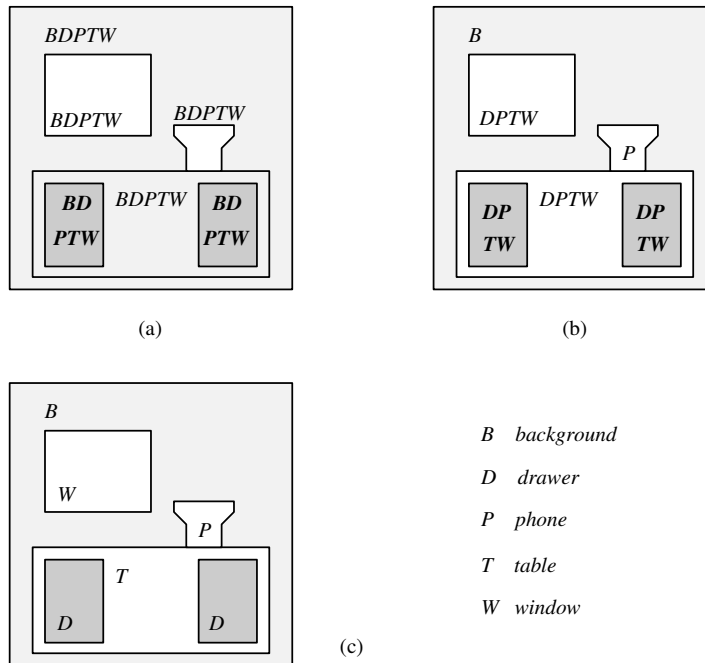 BDPTW
BDPTW
BDPTW
BDPTW
BD
PTW
BD
PTW
(a)
B
DPTW
P
DPTW
DP
TW
DP
TW
(b)
B
W
P
T
D
D
(c)
B background
D drawer
P phone
T table
W window